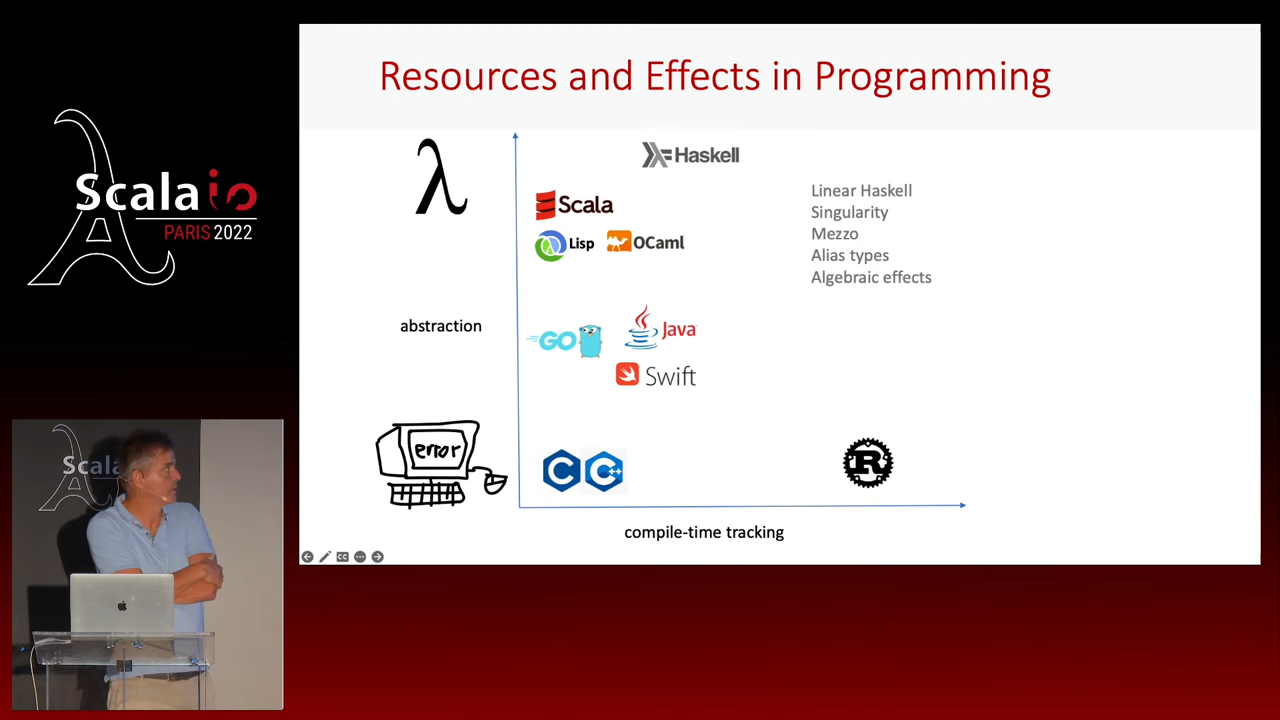 Scala io
PARIS 2022
Resources and Effects in Programming
λ
Haskell
Scala
Lisp
OCaml
Linear Haskell
Singularity
Mezzo
Alias types
Algebraic effects
abstraction
GO
Java
Swift
error
C
C++
R
compile-time tracking
CC
Scala